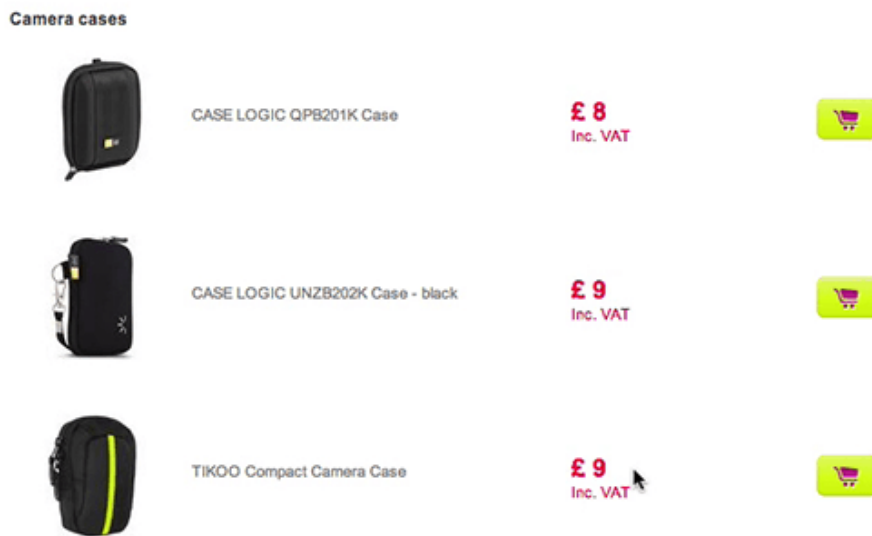 Camera cases
CASE LOGIC QPB201K Case
£ 8
Inc. VAT
CASE LOGIC UNZB202K Case - black
£ 9
Inc. VAT
TIKOO Compact Camera Case
£ 9
Inc. VAT